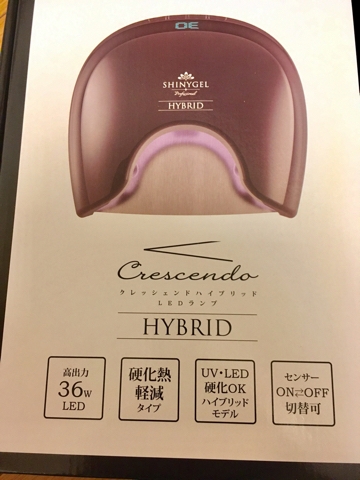 SHINYGEL
Professional
HYBRID
Crescendo
クレッシェンドハイブリッド
LEDランプ
HYBRID
高出力
36W
LED
硬化熱
軽減
タイプ
UV・LED
硬化OK
ハイブリッド
モデル
センサー
ON⇄OFF
切替可